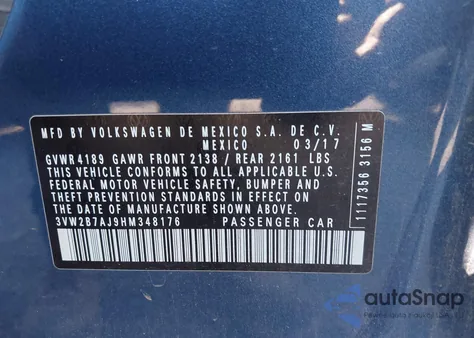 MFD BY VOLKSWAGEN DE MEXICO S.A. DE C.V.
MEXICO 03/17
GVWR4189 GAWR FRONT 2138 / REAR 2161 LBS
THIS VEHICLE CONFORMS TO ALL APPLICABLE U.S.
FEDERAL MOTOR VEHICLE SAFETY, BUMPER AND
THEFT PREVENTION STANDARDS IN EFFECT ON
THE DATE OF MANUFACTURE SHOWN ABOVE.
3VW2B7AJ9HM348176 PASSENGER CAR
1117356 3156 M
autoSnap